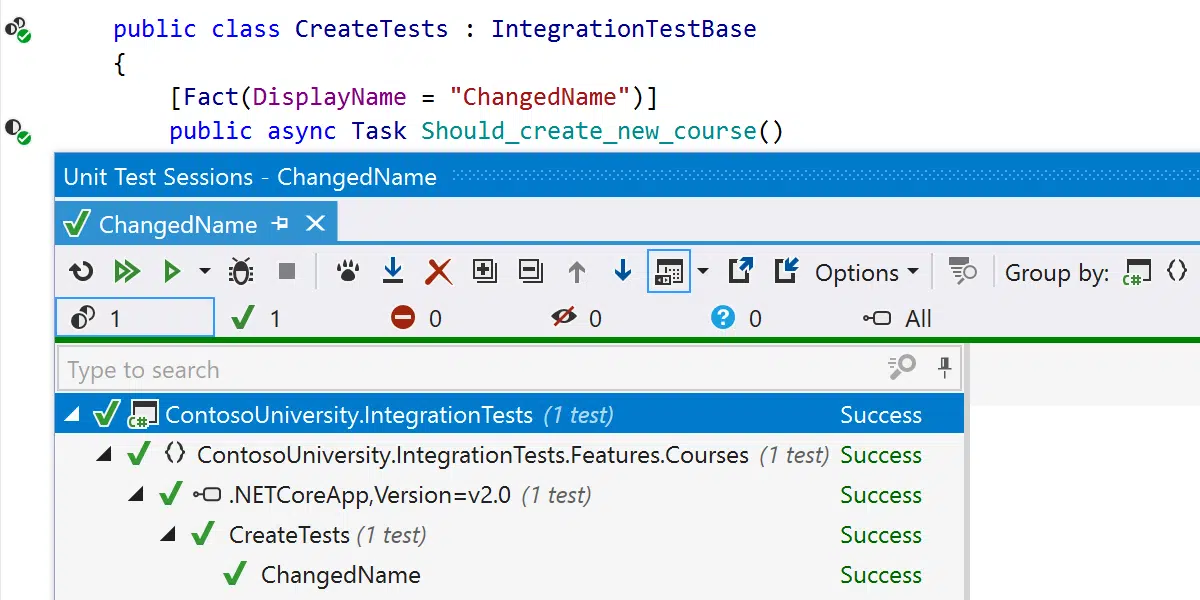 public class CreateTests : IntegrationTestBase
{
[Fact(DisplayName = "ChangedName")]
public async Task Should_create_new_course()
Unit Test Sessions - ChangedName
ChangedName
Options Group by: C# {}
1 1 0 0 ? 0 All
Type to search
C# ContosoUniversity.IntegrationTests (1 test) Success
{} ContosoUniversity.IntegrationTests.Features.Courses (1 test) Success
.NETCoreApp,Version=v2.0 (1 test) Success
CreateTests (1 test) Success
ChangedName Success